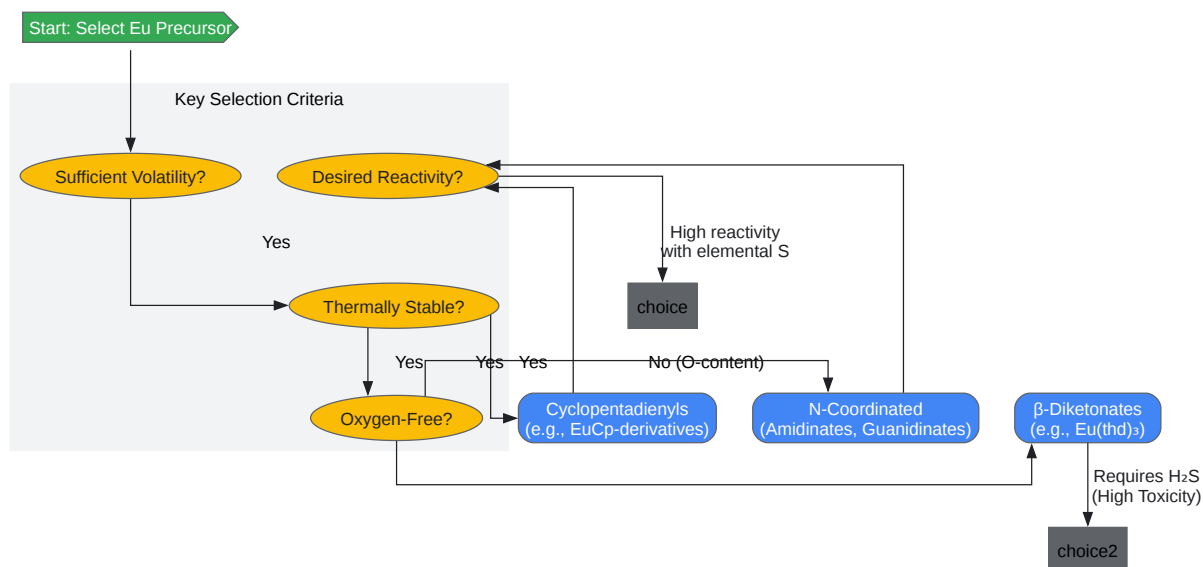 Start: Select Eu Precursor
Key Selection Criteria
Sufficient Volatility?
Desired Reactivity?
High reactivity
with elemental S
Yes
Thermally Stable?
choice
Yes
Yes
Yes
No (O-content)
Oxygen-Free?
Cyclopentadienyls
(e.g., EuCp-derivatives)
N-Coordinated
(Amidinates, Guanidinates)
β-Diketonates
(e.g., Eu(thd)₃)
Requires H₂S
(High Toxicity)
choice2